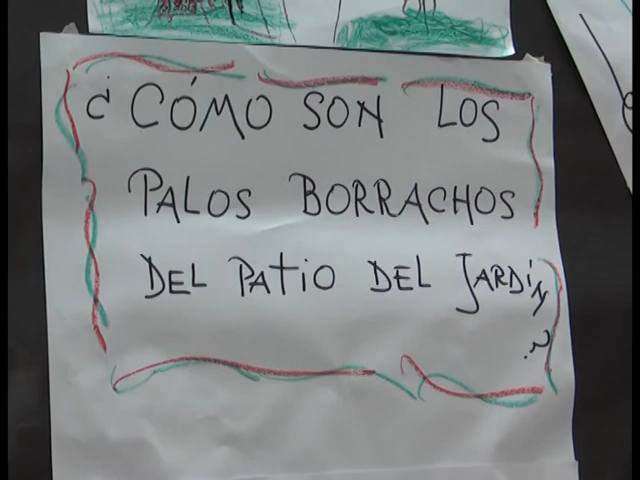 ¿CÓMO SON LOS
PALOS BORRACHOS
DEL PATIO DEL JARDÍN
?